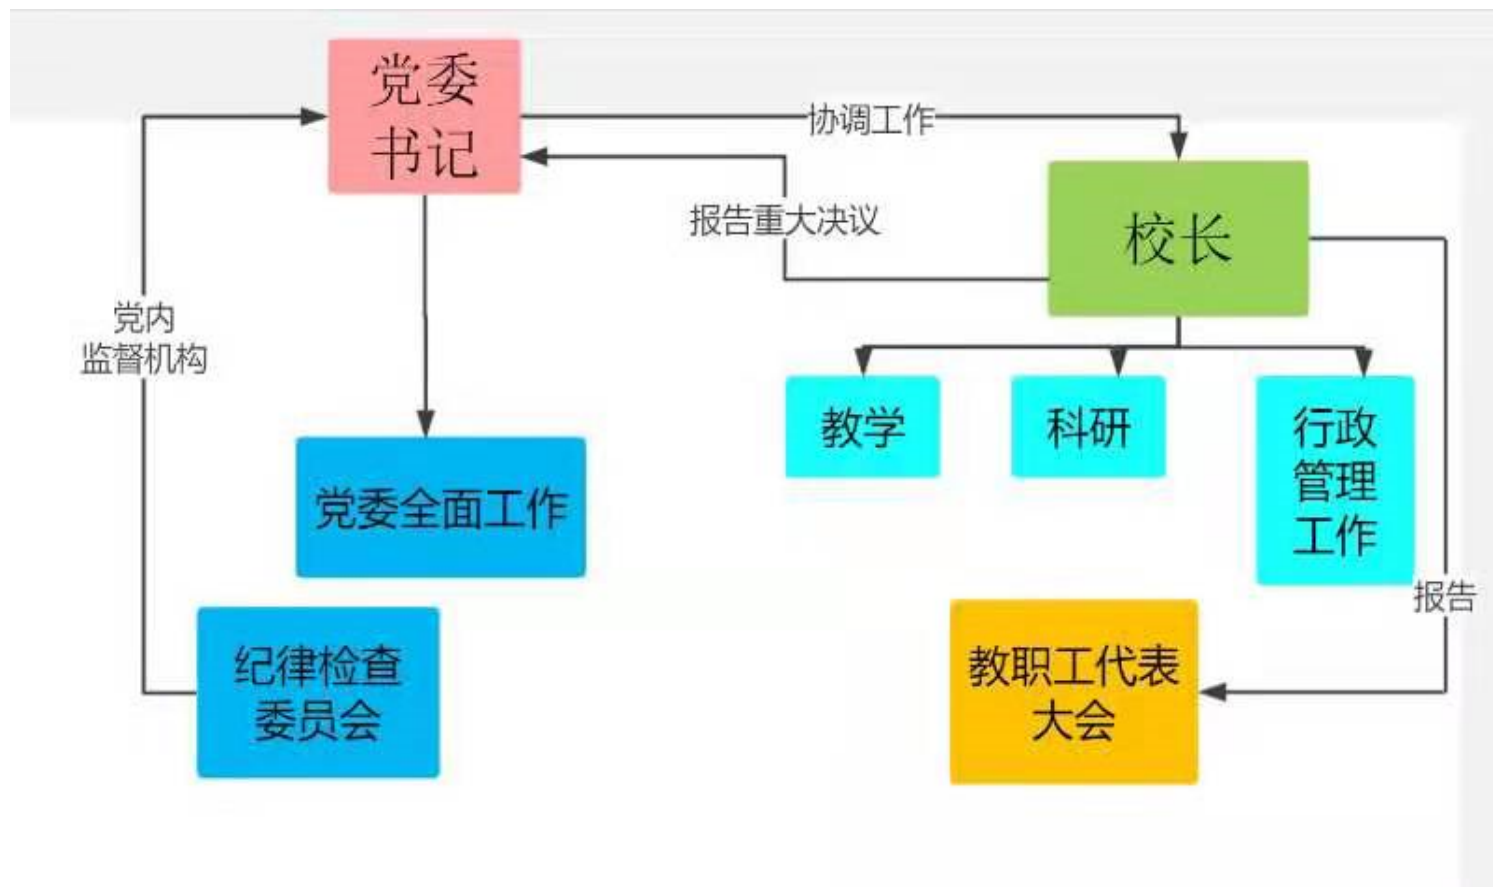 党委
书记
协调工作
报告重大决议
校长
党内
监督机构
教学
科研
行政
管理
工作
党委全面工作
报告
纪律检查
委员会
教职工代表
大会